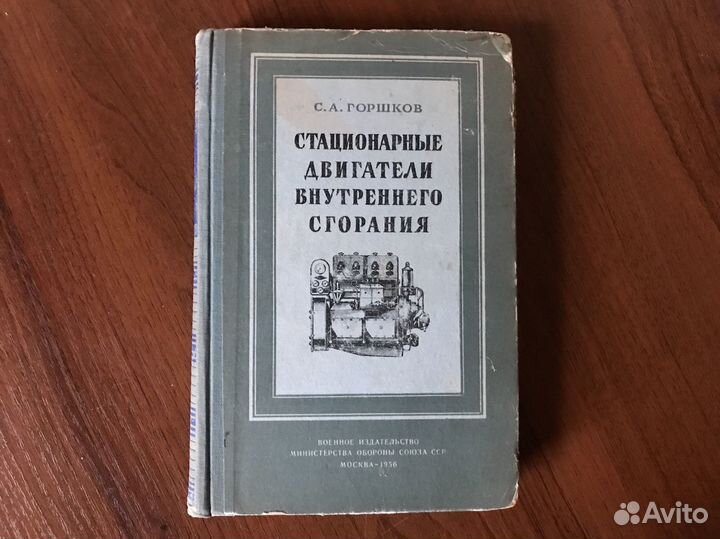 С. А. ГОРШКОВ
СТАЦИОНАРНЫЕ
ДВИГАТЕЛИ
ВНУТРЕННЕГО
СГОРАНИЯ
ВОЕННОЕ ИЗДАТЕЛЬСТВО
МИНИСТЕРСТВА ОБОРОНЫ СОЮЗА ССР
МОСКВА—1956
Avito